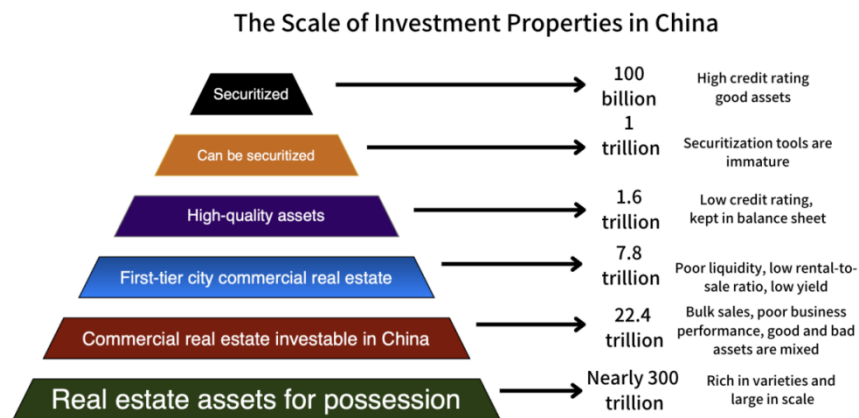 The Scale of Investment Properties in China
Securitized
100
billion
High credit rating
good assets
Can be securitized
1
trillion
Securitization tools are
immature
High-quality assets
1.6
trillion
Low credit rating,
kept in balance sheet
First-tier city commercial real estate
7.8
trillion
Poor liquidity, low rental-to-
sale ratio, low yield
Commercial real estate investable in China
22.4
trillion
Bulk sales, poor business
performance, good and bad
assets are mixed
Real estate assets for possession
Nearly 300
trillion
Rich in varieties and
large in scale